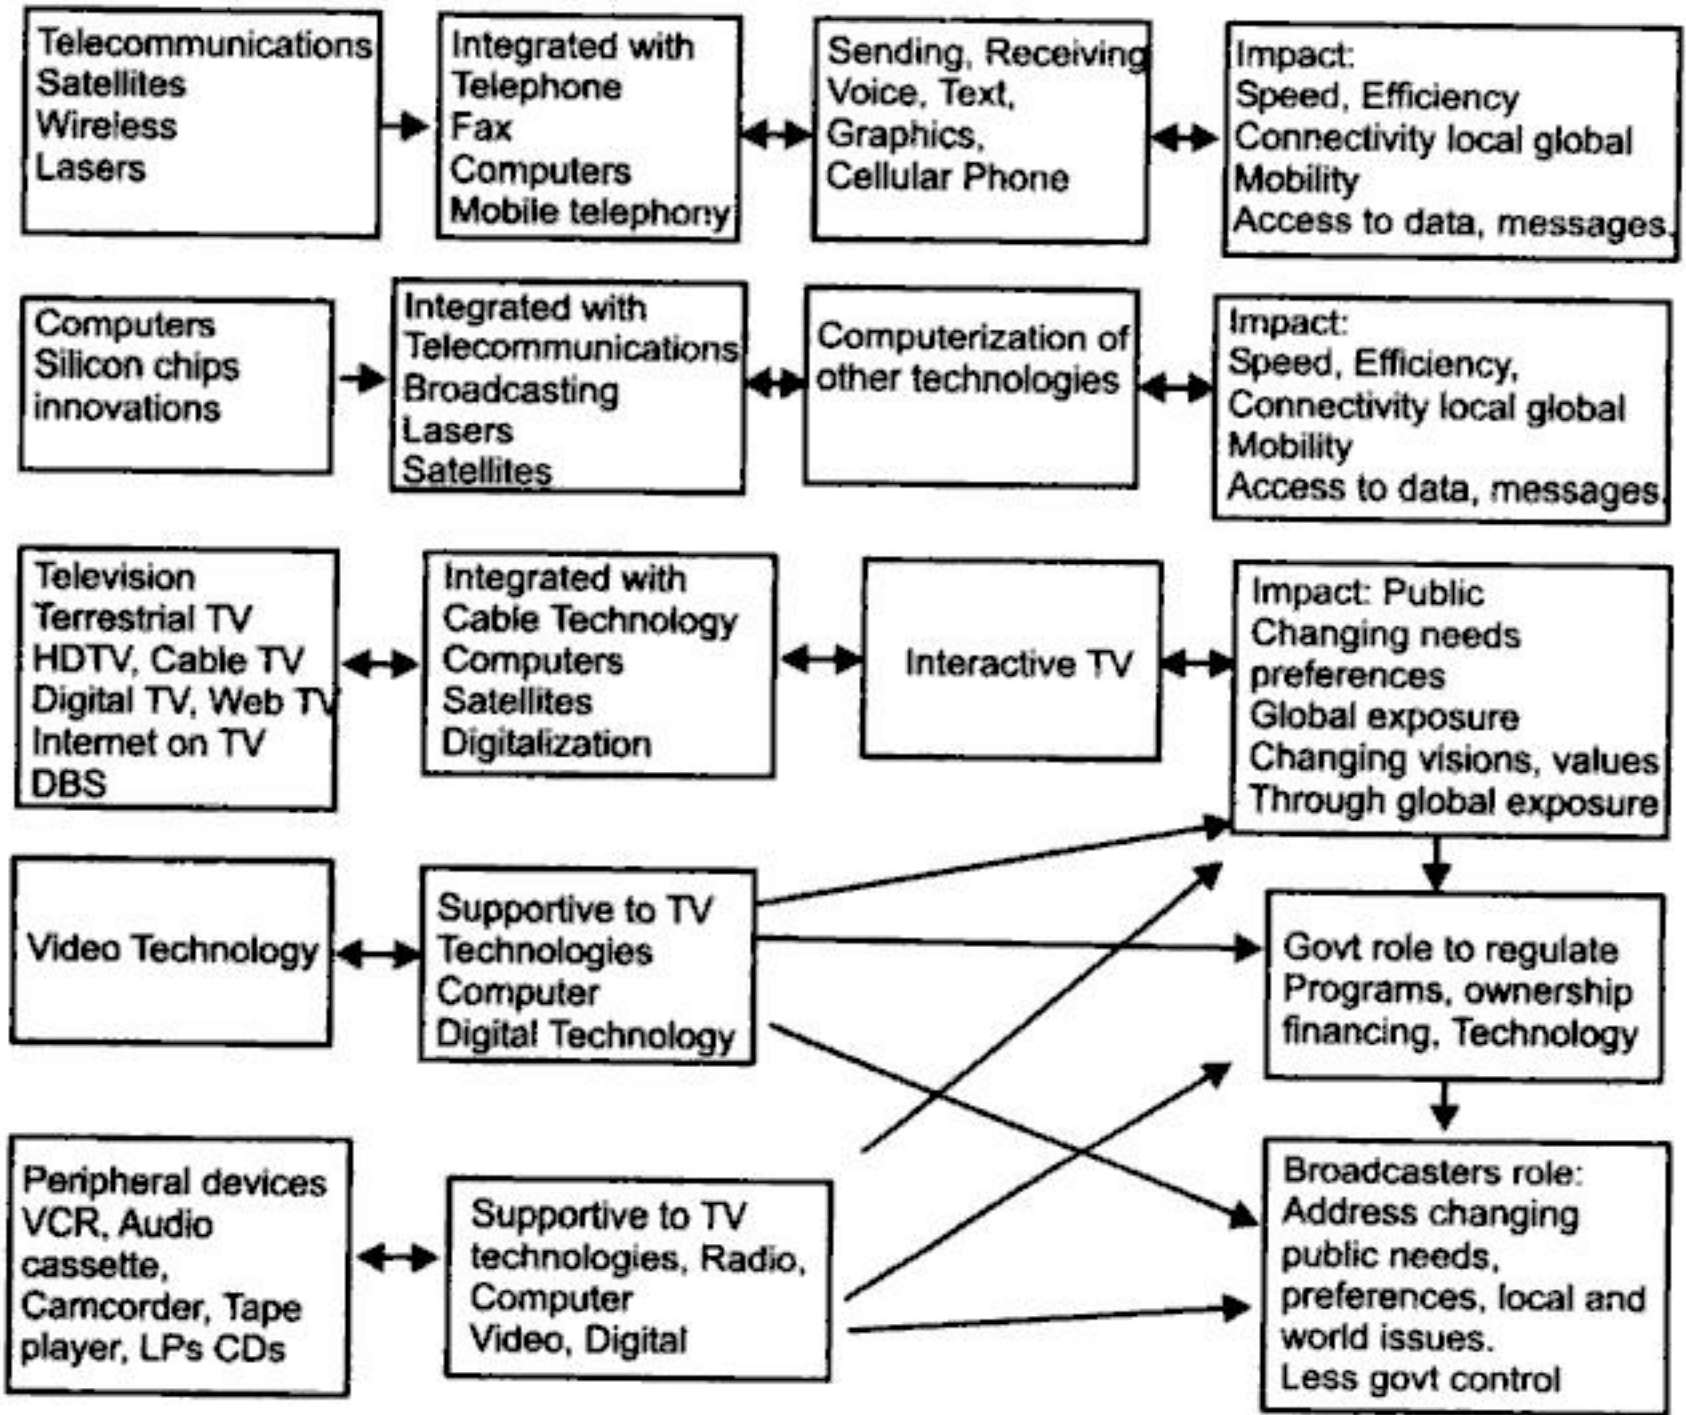 Telecommunications
Satellites
Wireless
Lasers
Integrated with
Telephone
Fax
Computers
Mobile telephony
Sending, Receiving
Voice, Text,
Graphics,
Cellular Phone
Impact:
Speed, Efficiency
Connectivity local global
Mobility
Access to data, messages.
Computers
Silicon chips
innovations
Integrated with
Telecommunications
Broadcasting
Lasers
Satellites
Computerization of
other technologies
Impact:
Speed, Efficiency,
Connectivity local global
Mobility
Access to data, messages.
Television
Terrestrial TV
HDTV, Cable TV
Digital TV, Web TV
Internet on TV
DBS
Integrated with
Cable Technology
Computers
Satellites
Digitalization
Interactive TV
Impact: Public
Changing needs
preferences
Global exposure
Changing visions, values
Through global exposure
Video Technology
Supportive to TV
Technologies
Computer
Digital Technology
Govt role to regulate
Programs, ownership
financing, Technology
Peripheral devices
VCR, Audio
cassette,
Camcorder, Tape
player, LPs CDs
Supportive to TV
technologies, Radio,
Computer
Video, Digital
Broadcasters role:
Address changing
public needs,
preferences, local and
world issues.
Less govt control